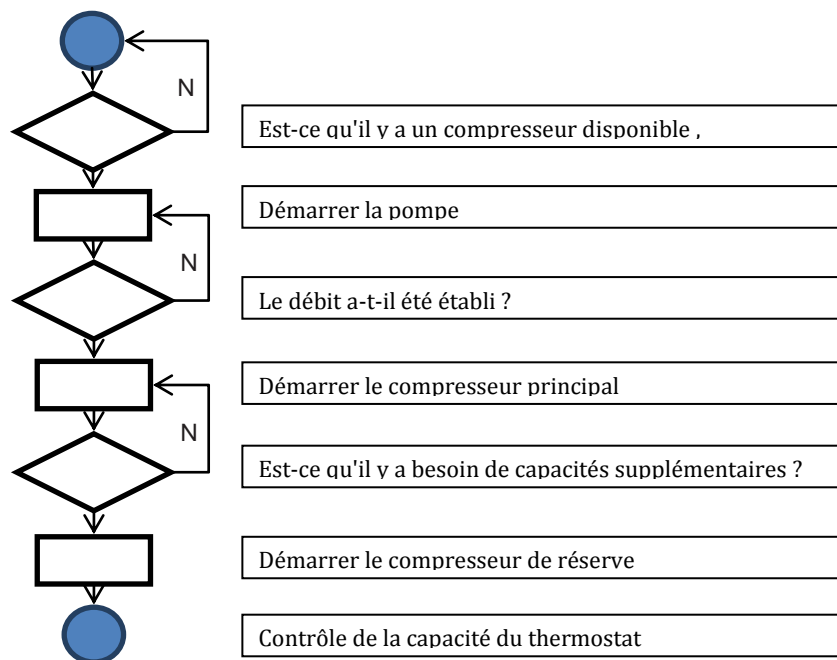 N
Est-ce qu'il y a un compresseur disponible ,
Démarrer la pompe
N
Le débit a-t-il été établi ?
Démarrer le compresseur principal
N
Est-ce qu'il y a besoin de capacités supplémentaires ?
Démarrer le compresseur de réserve
Contrôle de la capacité du thermostat